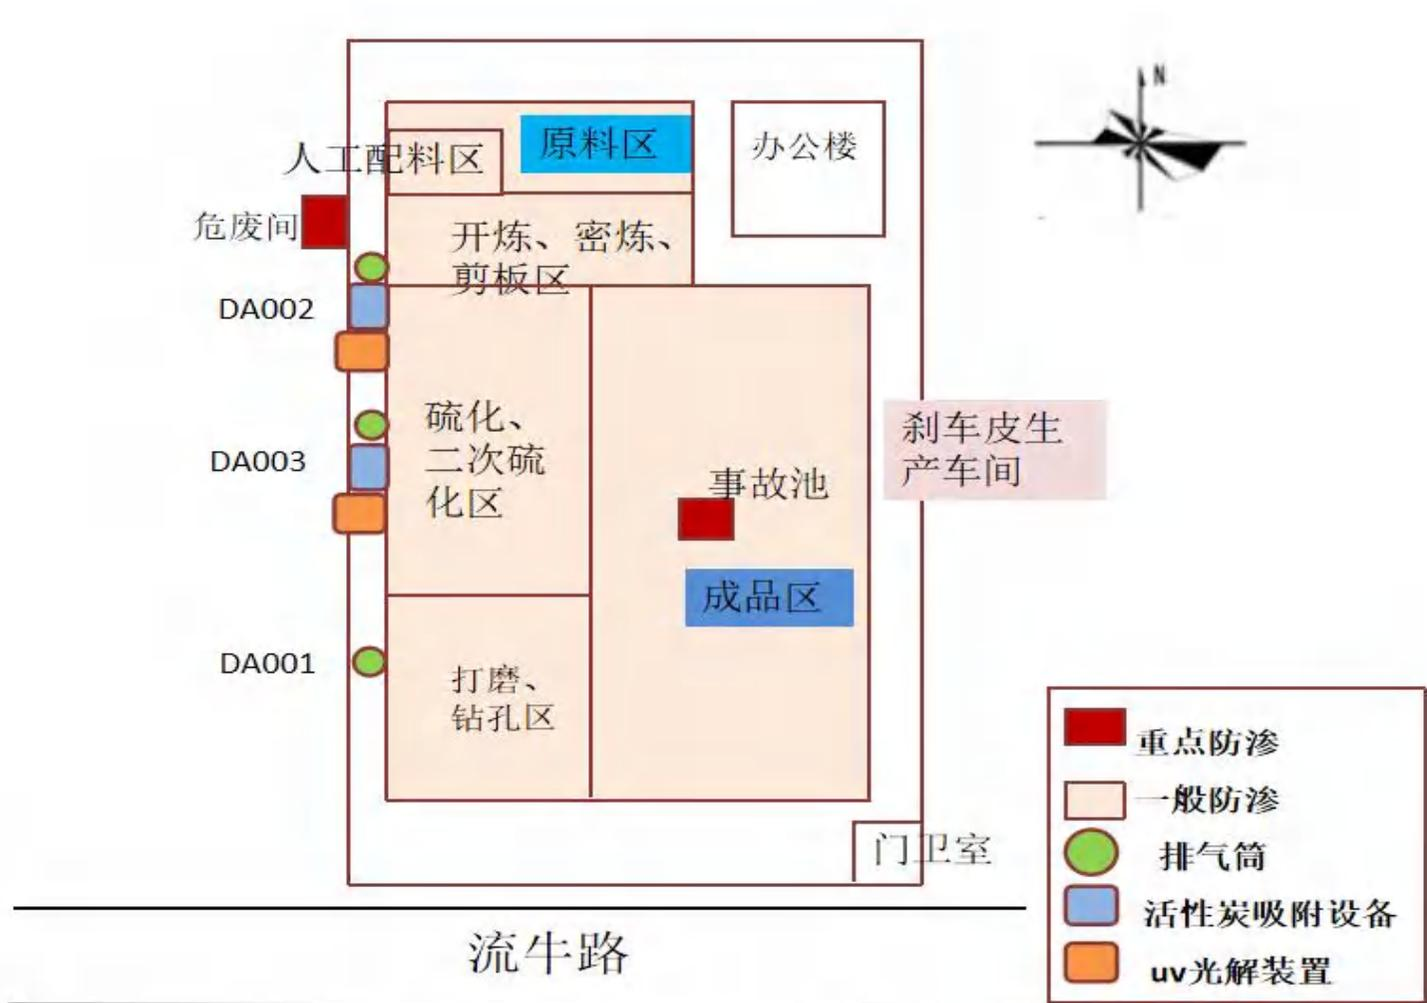 N
人工配料区
原料区
办公楼
危废间
开炼、密炼、
剪板区
DA002
硫化、
二次硫
化区
DA003
刹车皮生
产车间
事故池
成品区
DA001
打磨、
钻孔区
门卫室
流牛路
重点防渗
一般防渗
排气筒
活性炭吸附设备
uv光解装置